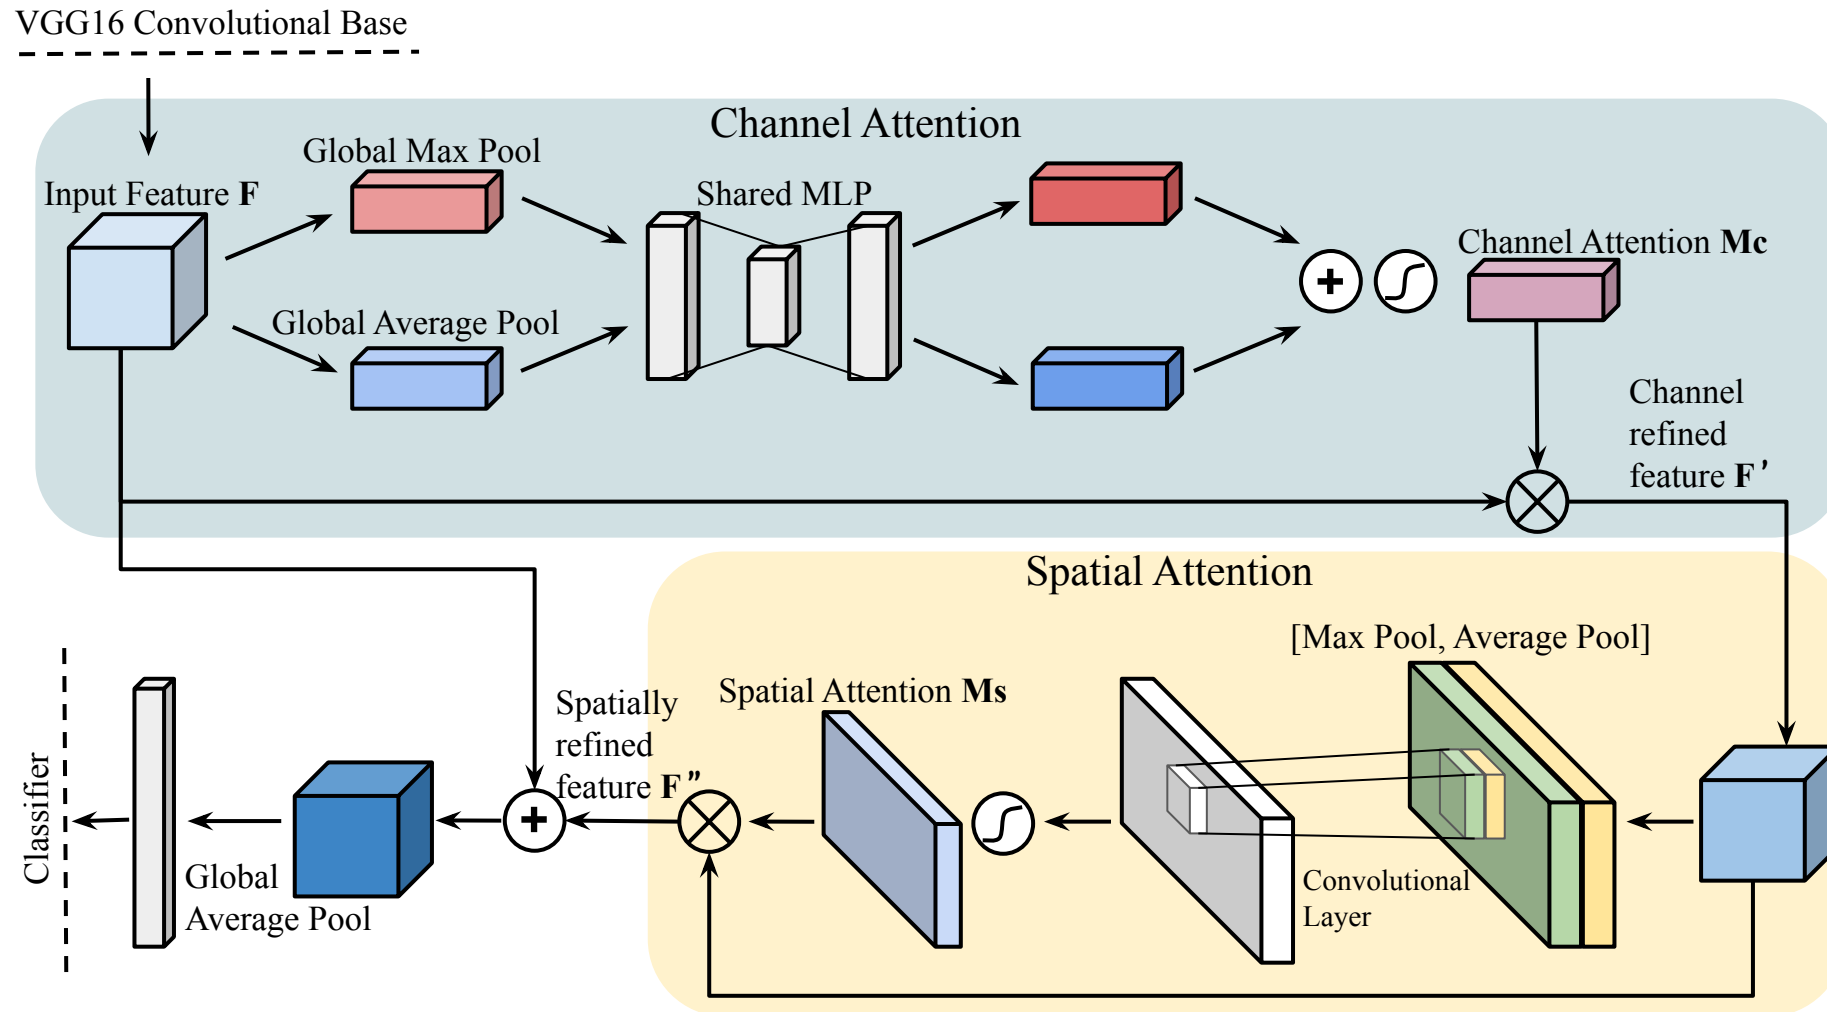 VGG16 Convolutional Base
Channel Attention
Global Max Pool
Input Feature F
Shared MLP
Channel Attention Mc
Global Average Pool
Channel
refined
feature F'
Spatial Attention
[Max Pool, Average Pool]
Spatial Attention Ms
Spatially
refined
feature F"
Classifier
Global
Average Pool
Convolutional
Layer